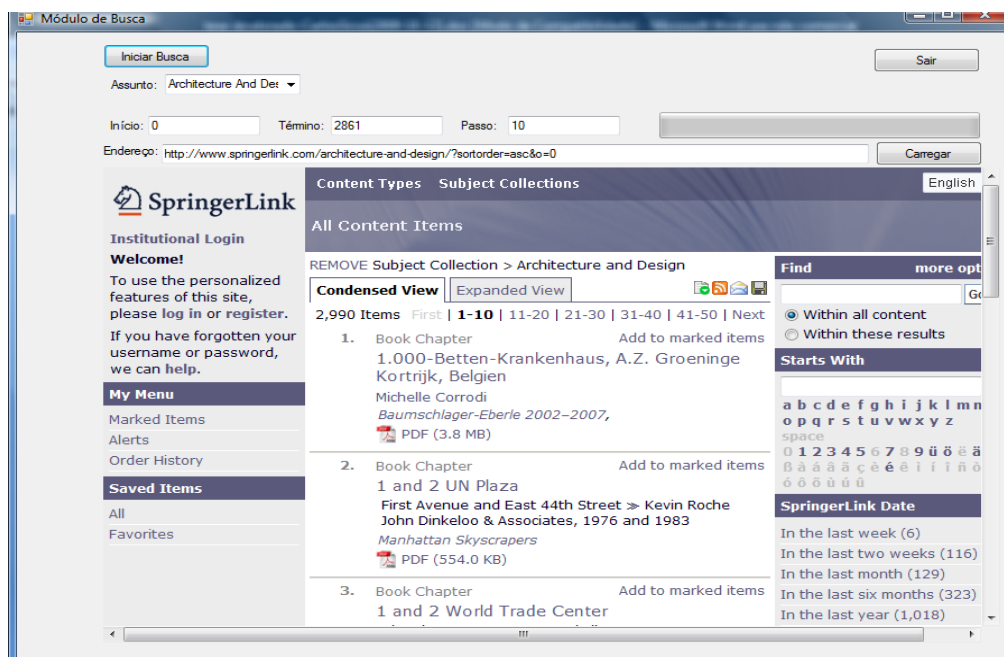 Módulo de Busca
Iniciar Busca
Sair
Assunto: Architecture And Des
Início: 0 Término: 2861 Passo: 10
Endereço: http://www.springerlink.com/architecture-and-design/?sortorder=asc&o=0 Carregar
SpringerLink
Institutional Login
Welcome!
To use the personalized
features of this site,
please log in or register.
If you have forgotten your
username or password,
we can help.
My Menu
Marked Items
Alerts
Order History
Saved Items
All
Favorites
Content Types Subject Collections
English
All Content Items
REMOVE Subject Collection > Architecture and Design
Condensed View Expanded View
2,990 Items First | 1-10 | 11-20 | 21-30 | 31-40 | 41-50 | Next
1. Book Chapter Add to marked items
1.000-Betten-Krankenhaus, A.Z. Groeninge
Kortrijk, Belgien
Michelle Corrodi
Baumschlager-Eberle 2002–2007,
PDF (3.8 MB)
2. Book Chapter Add to marked items
1 and 2 UN Plaza
First Avenue and East 44th Street ≫ Kevin Roche
John Dinkeloo & Associates, 1976 and 1983
Manhattan Skyscrapers
PDF (554.0 KB)
3. Book Chapter Add to marked items
1 and 2 World Trade Center
Find more opt
Go
Within all content
Within these results
Starts With
a b c d e f g h i j k l m n
o p q r s t u v w x y z
space
0 1 2 3 4 5 6 7 8 9 ü ö ë ä
SpringerLink Date
In the last week (6)
In the last two weeks (116)
In the last month (129)
In the last six months (323)
In the last year (1,018)